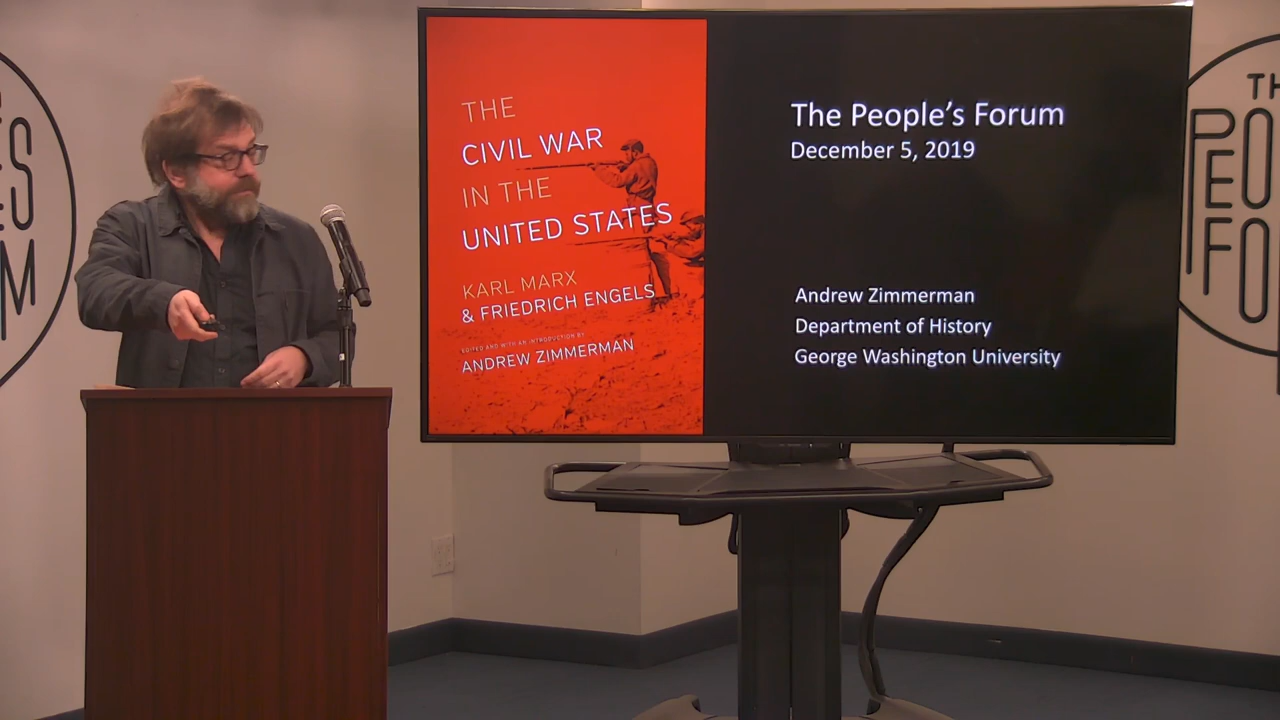 THE
CIVIL WAR
IN THE
UNITED STATES
KARL MARX
& FRIEDRICH ENGELS
EDITED AND WITH AN INTRODUCTION BY
ANDREW ZIMMERMAN
The People's Forum
December 5, 2019
Andrew Zimmerman
Department of History
George Washington University